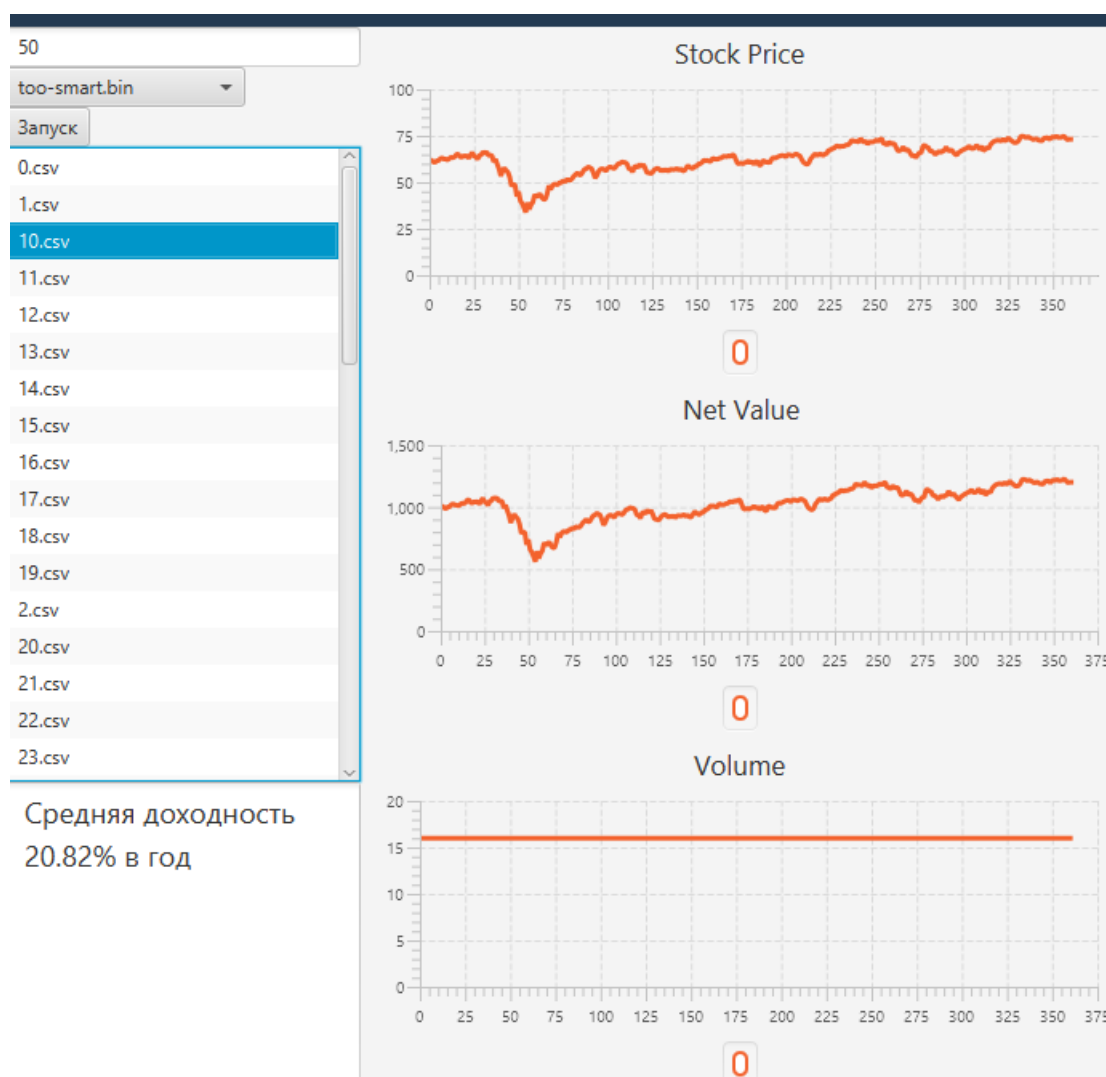 50
too-smart.bin
Запуск
0.csv
1.csv
10.csv
11.csv
12.csv
13.csv
14.csv
15.csv
16.csv
17.csv
18.csv
19.csv
2.csv
20.csv
21.csv
22.csv
23.csv
Средняя доходность
20.82% в год
Stock Price
100
75
50
25
0
0 25 50 75 100 125 150 175 200 225 250 275 300 325 350
0
Net Value
1,500
1,000
500
0
0 25 50 75 100 125 150 175 200 225 250 275 300 325 350 375
0
Volume
20
15
10
5
0
0 25 50 75 100 125 150 175 200 225 250 275 300 325 350 375
0